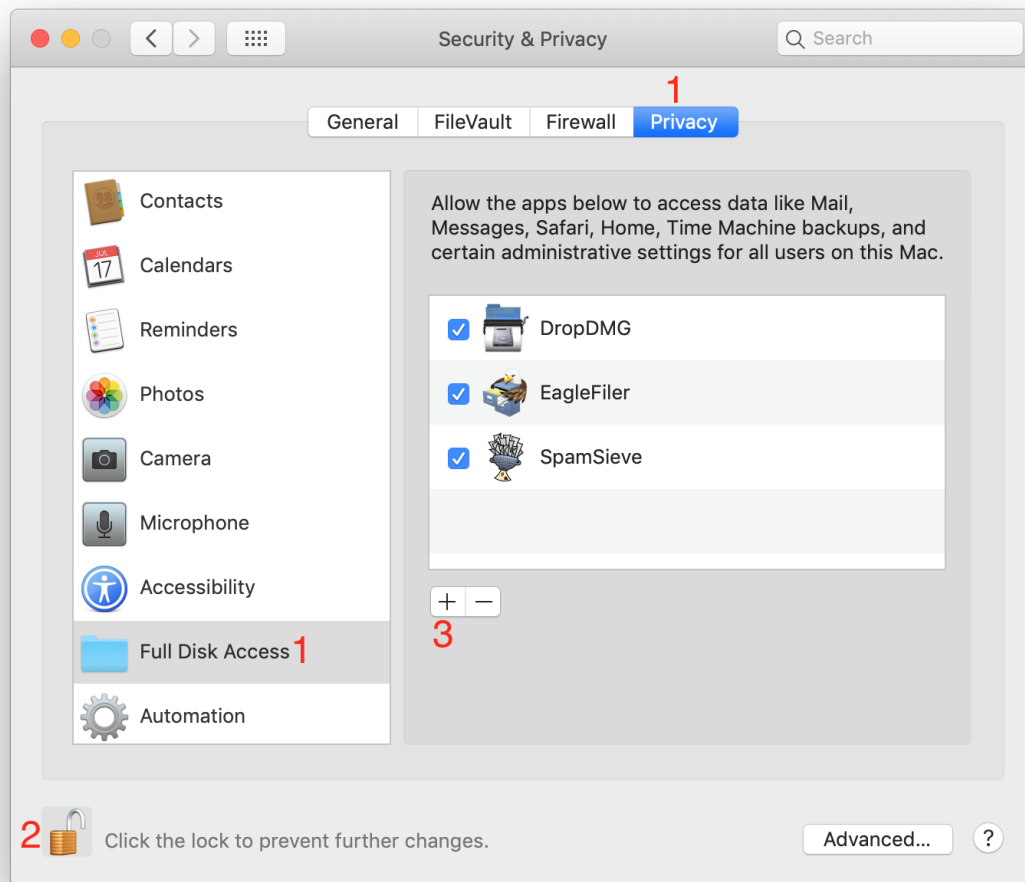 Security & Privacy
Search
1
General
FileVault
Firewall
Privacy
Contacts
JUL
17
Calendars
Reminders
Photos
Camera
Microphone
Accessibility
Full Disk Access 1
Automation
Allow the apps below to access data like Mail,
Messages, Safari, Home, Time Machine backups, and
certain administrative settings for all users on this Mac.
DropDMG
EagleFiler
SpamSieve
+ −
3
2
Click the lock to prevent further changes.
Advanced...
?